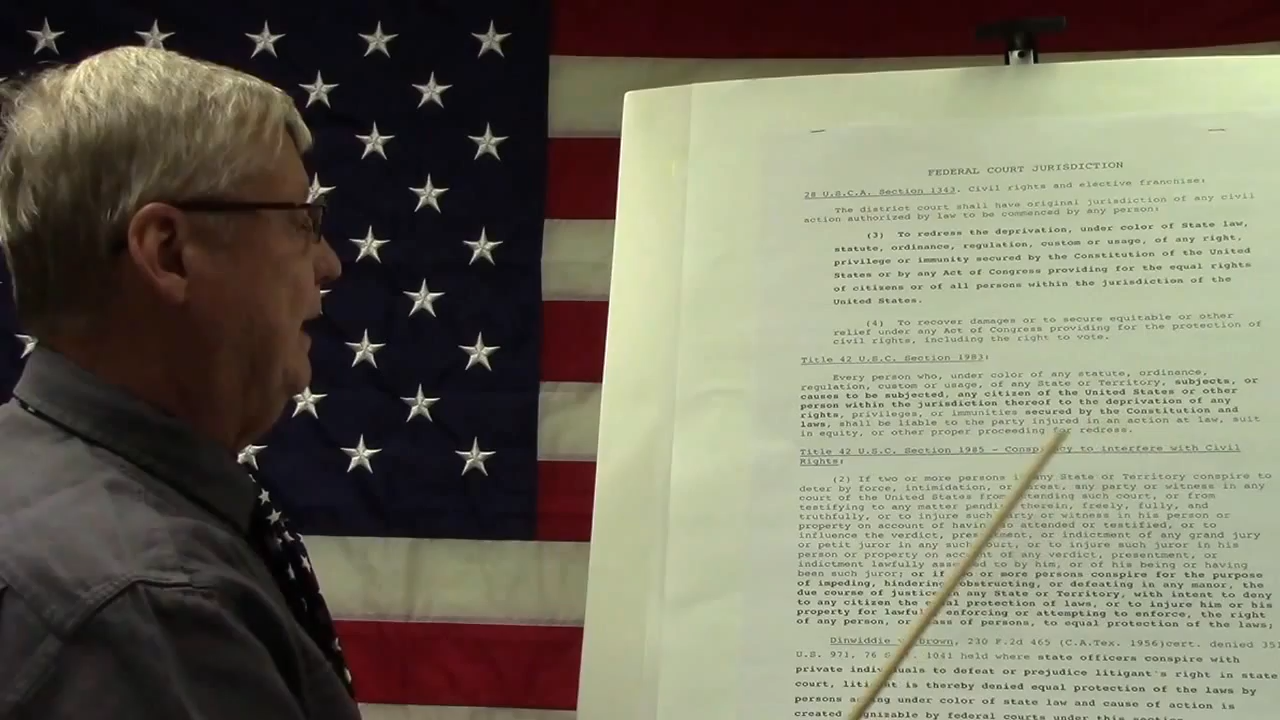 FEDERAL COURT JURISDICTION
28 U.S.C.A. Section 1343. Civil rights and elective franchise:
The district court shall have original jurisdiction of any civil
action authorized by law to be commenced by any person:
(3) To redress the deprivation, under color of State law,
statute, ordinance, regulation, custom or usage, of any right,
privilege or immunity secured by the Constitution of the United
States or by any Act of Congress providing for the equal rights
of citizens or of all persons within the jurisdiction of the
United States.
(4) To recover damages or to secure equitable or other
relief under any Act of Congress providing for the protection of
civil rights, including the right to vote.
Title 42 U.S.C. Section 1983:
Every person who, under color of any statute, ordinance,
regulation, custom or usage, of any State or Territory, subjects, or
causes to be subjected, any citizen of the United States or other
person within the jurisdiction thereof to the deprivation of any
rights, privileges, or immunities secured by the Constitution and
laws, shall be liable to the party injured in an action at law, suit
in equity, or other proper proceeding for redress.
Title 42 U.S.C. Section 1985 - Conspiracy to interfere with Civil
Rights:
(2) If two or more persons in any State or Territory conspire to
deter by force, intimidation, or threat, any party or witness in any
court of the United States from attending such court, or from
testifying to any matter pending therein, freely, fully, and
truthfully, or to injure such party or witness in his person or
property on account of having so attended or testified, or to
influence the verdict, presentment, or indictment of any grand jury
or petit juror in any such court, or to injure such juror in his
person or property on account of any verdict, presentment, or
indictment lawfully assented to by him, or of his being or having
been such juror; or if two or more persons conspire for the purpose
of impeding, hindering, obstructing, or defeating in any manor, the
due course of justice in any State or Territory, with intent to deny
to any citizen the equal protection of laws, or to injure him or his
property for lawfully enforcing or attempting to enforce, the right
of any person, or class of persons, to equal protection of the laws;
Dinwiddie v. Brown, 230 F.2d 465 (C.A.Tex. 1956)cert. denied 351
U.S. 971, 76 S. 1041 held where state officers conspire with
private individuals to defeat or prejudice litigant's right in state
court, litigant is thereby denied equal protection of the laws by
persons acting under color of state law and cause of action is
created cognizable by federal courts under this section